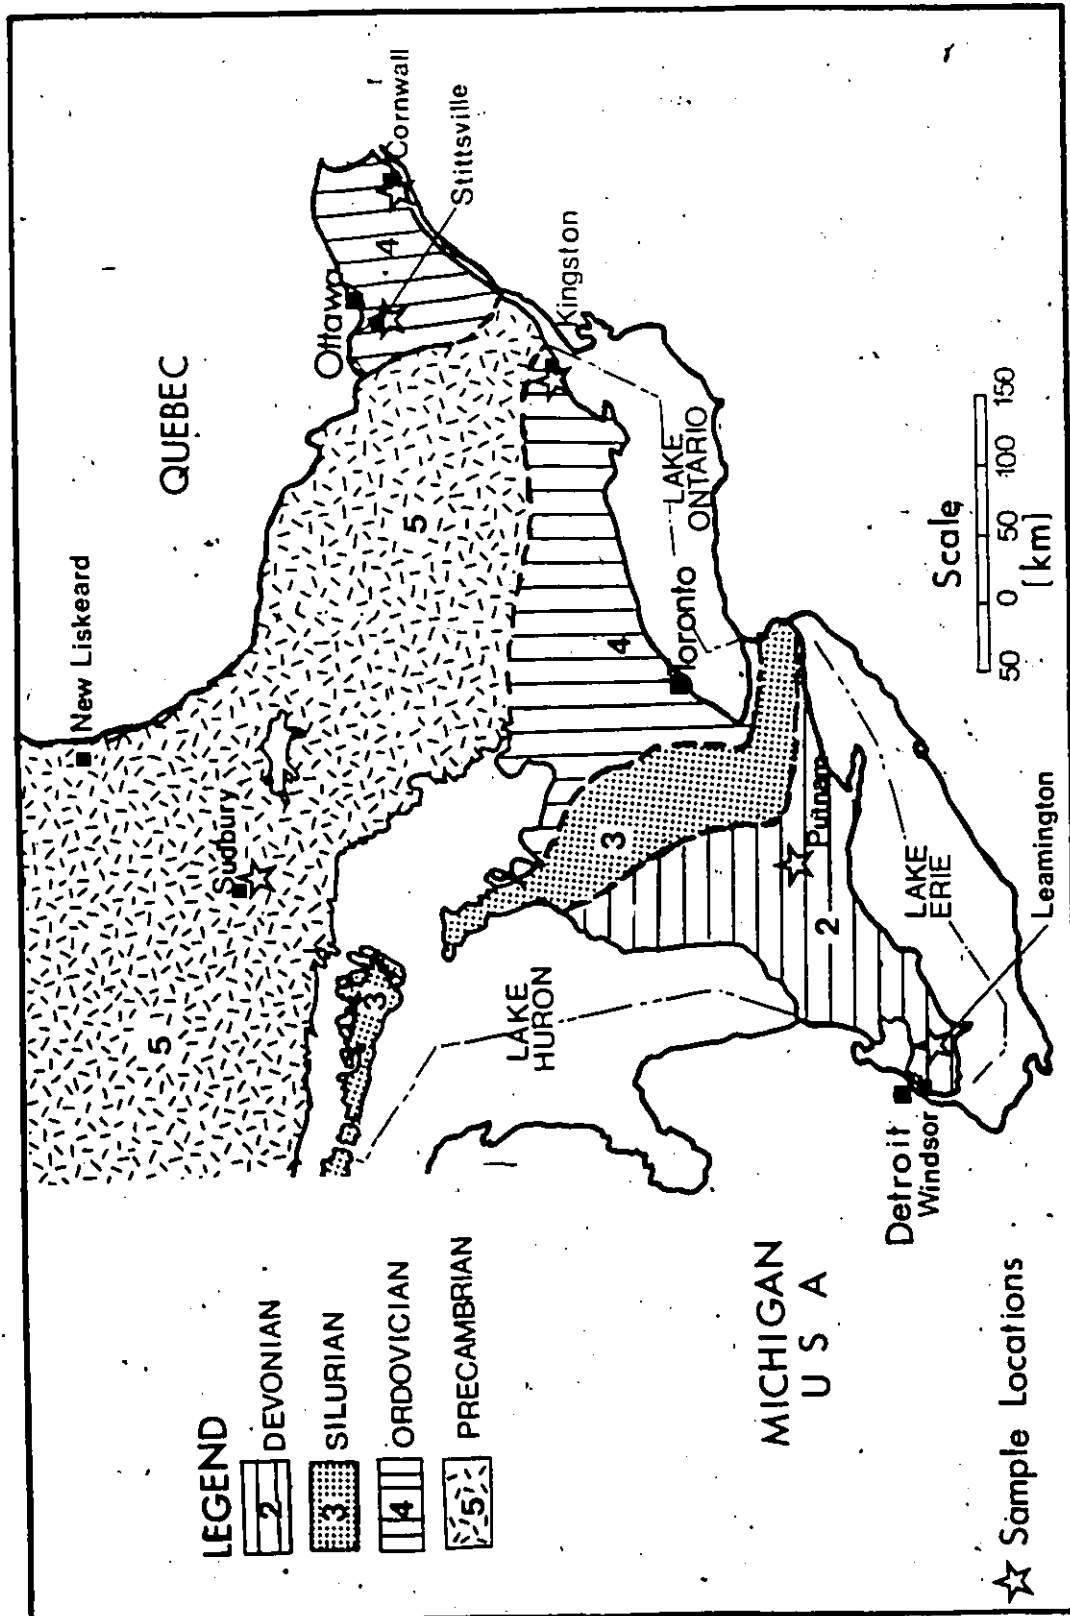 QUEBEC
New Liskeard
Sudbury
Ottawa
Cornwall
Stittsville
Kingston
5
5
4
4
3
3
2
LAKE
HURON
LAKE
ONTARIO
Toronto
Putnam
LAKE
ERIE
Leamington
Detroit
Windsor
MICHIGAN
U S A
Scale
50 0 50 100 150
[km]
LEGEND
2 DEVONIAN
3 SILURIAN
4 ORDOVICIAN
5 PRECAMBRIAN
Sample Locations